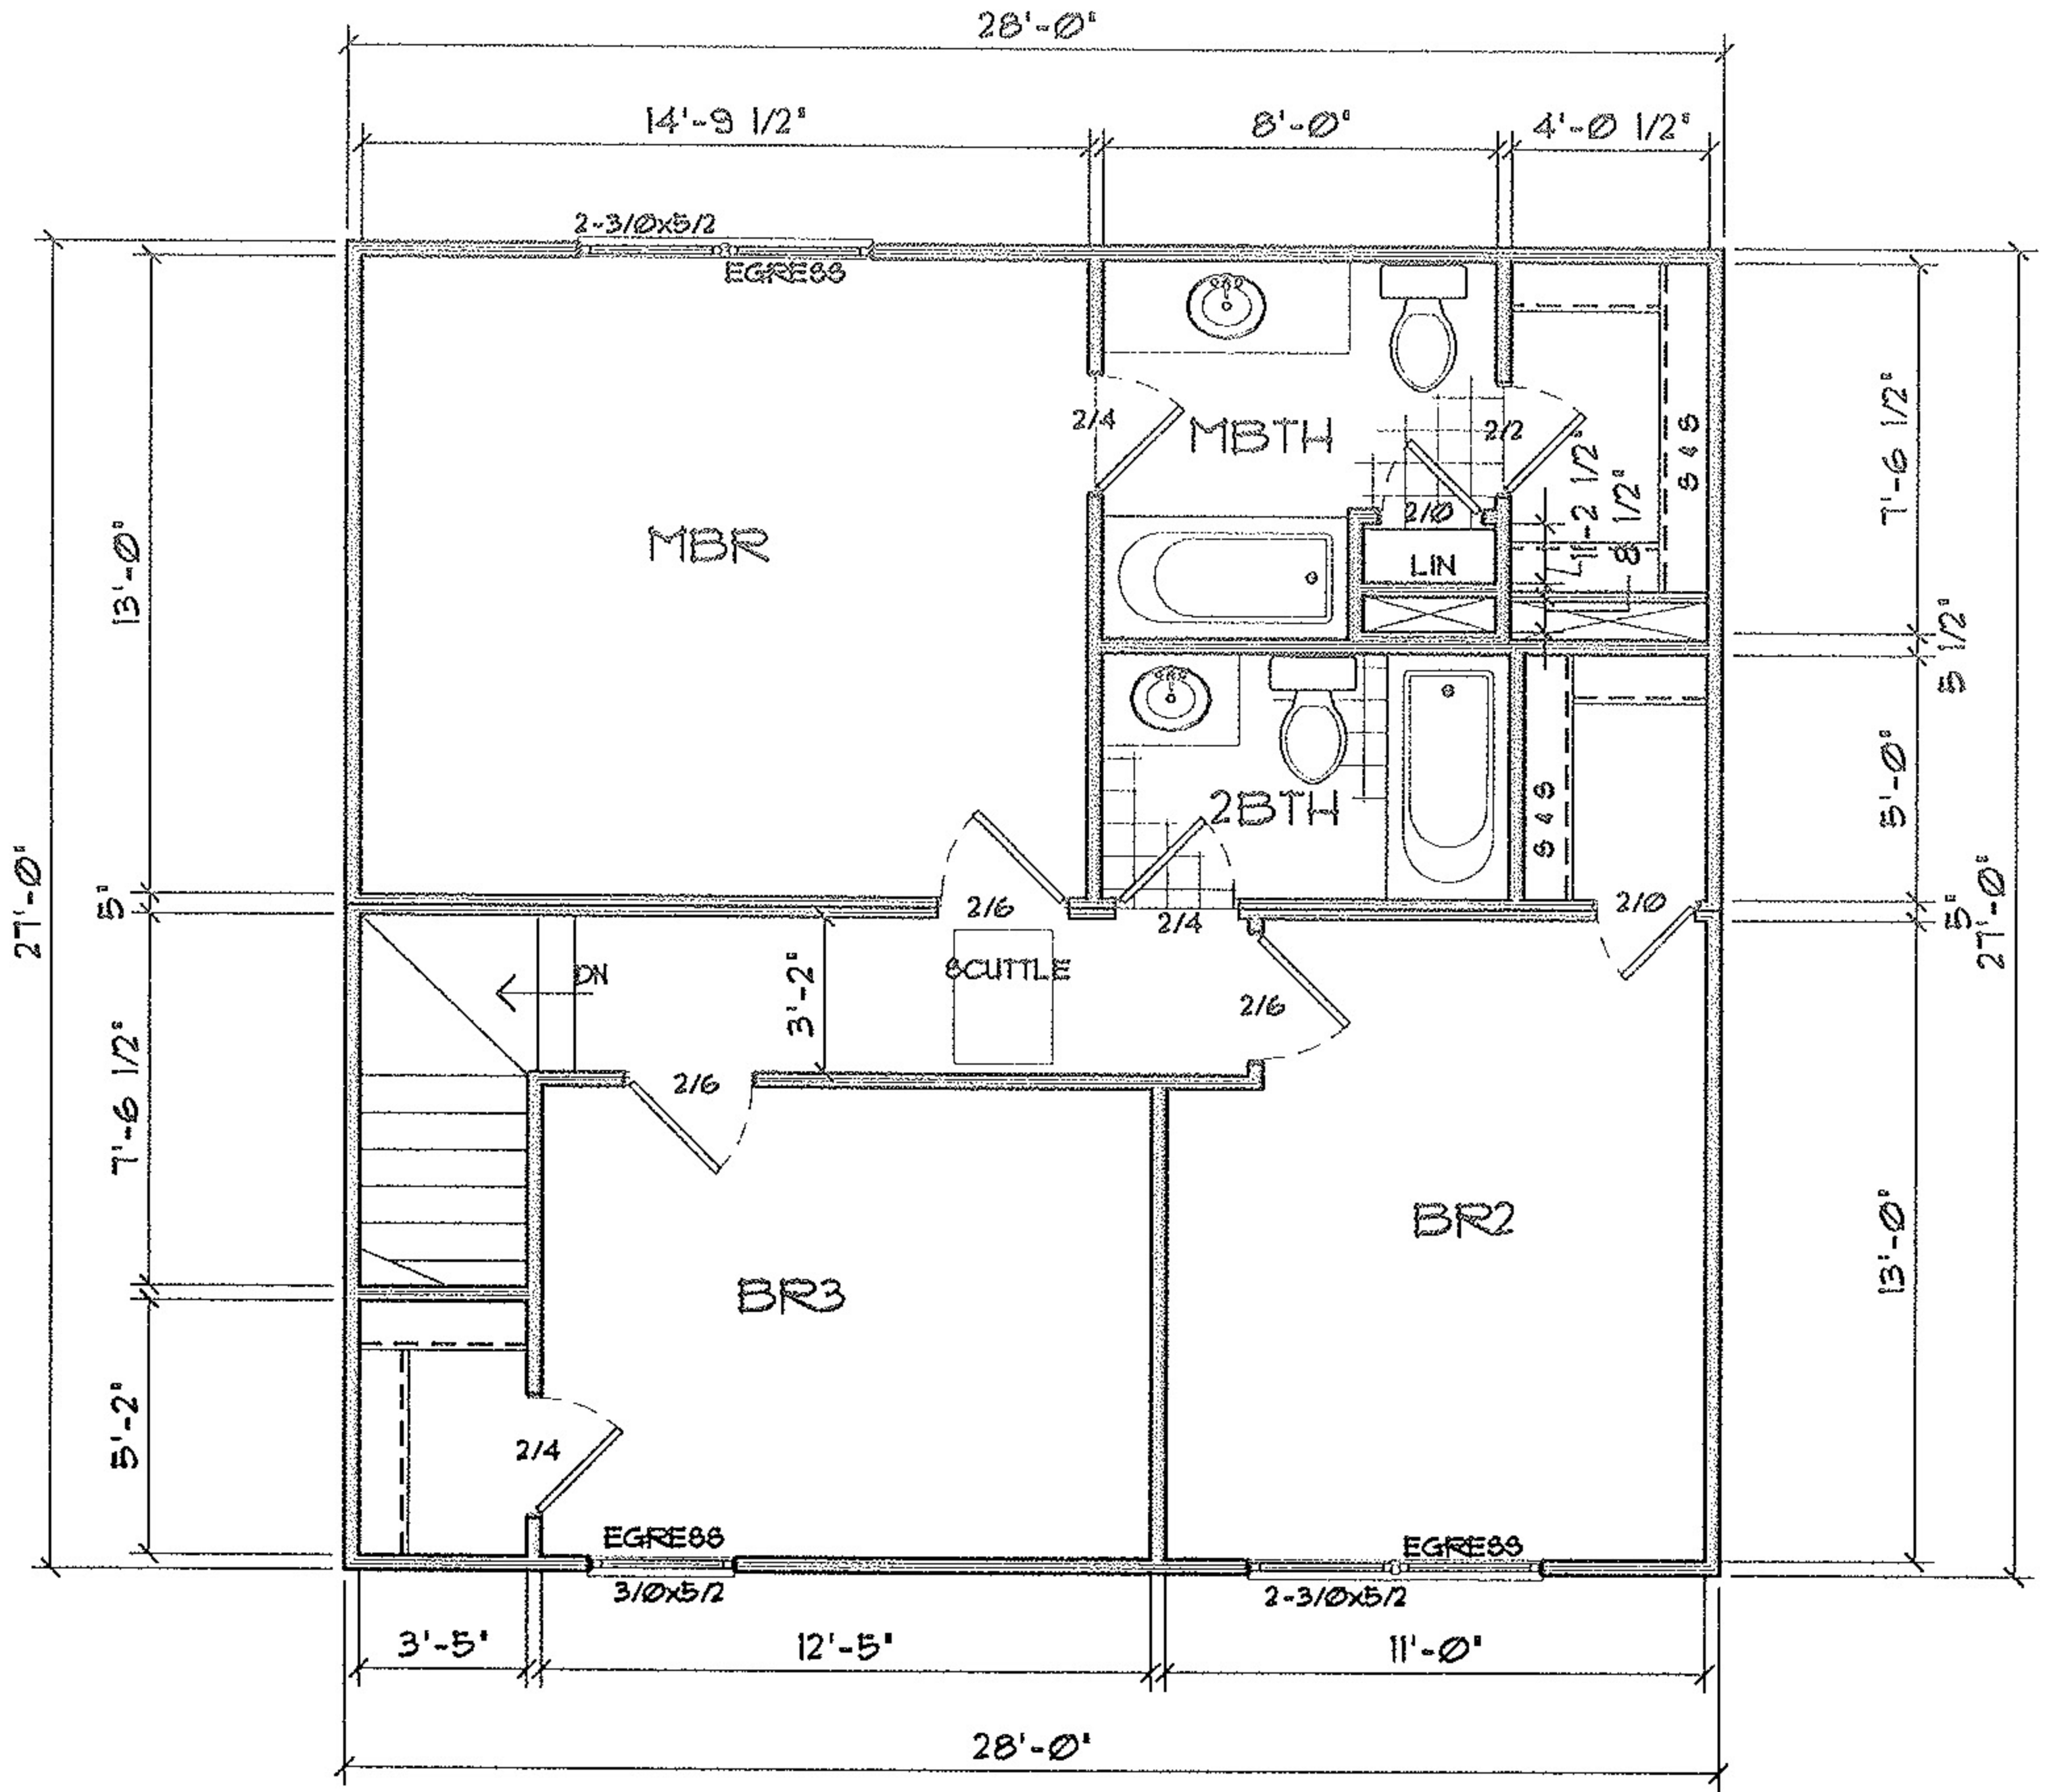 28'-0"
14'-9 1/2"
8'-0"
4'-0 1/2"
2-3/0x5/2
EGRESS
2/4
MBTH
2/2
S & S
7'-6 1/2"
13'-0"
MBR
2/0
LIN
8 1/2"
5 1/2"
5'-0"
2BTH
S & S
27'-0"
5"
2/6
2/4
2/0
5"
27'-0"
DN
SCUTTLE
3'-2"
2/6
7'-6 1/2"
2/6
BR2
13'-0"
BR3
5'-2"
2/4
EGRESS
3/0x5/2
EGRESS
2-3/0x5/2
3'-5"
12'-5"
11'-0"
28'-0"